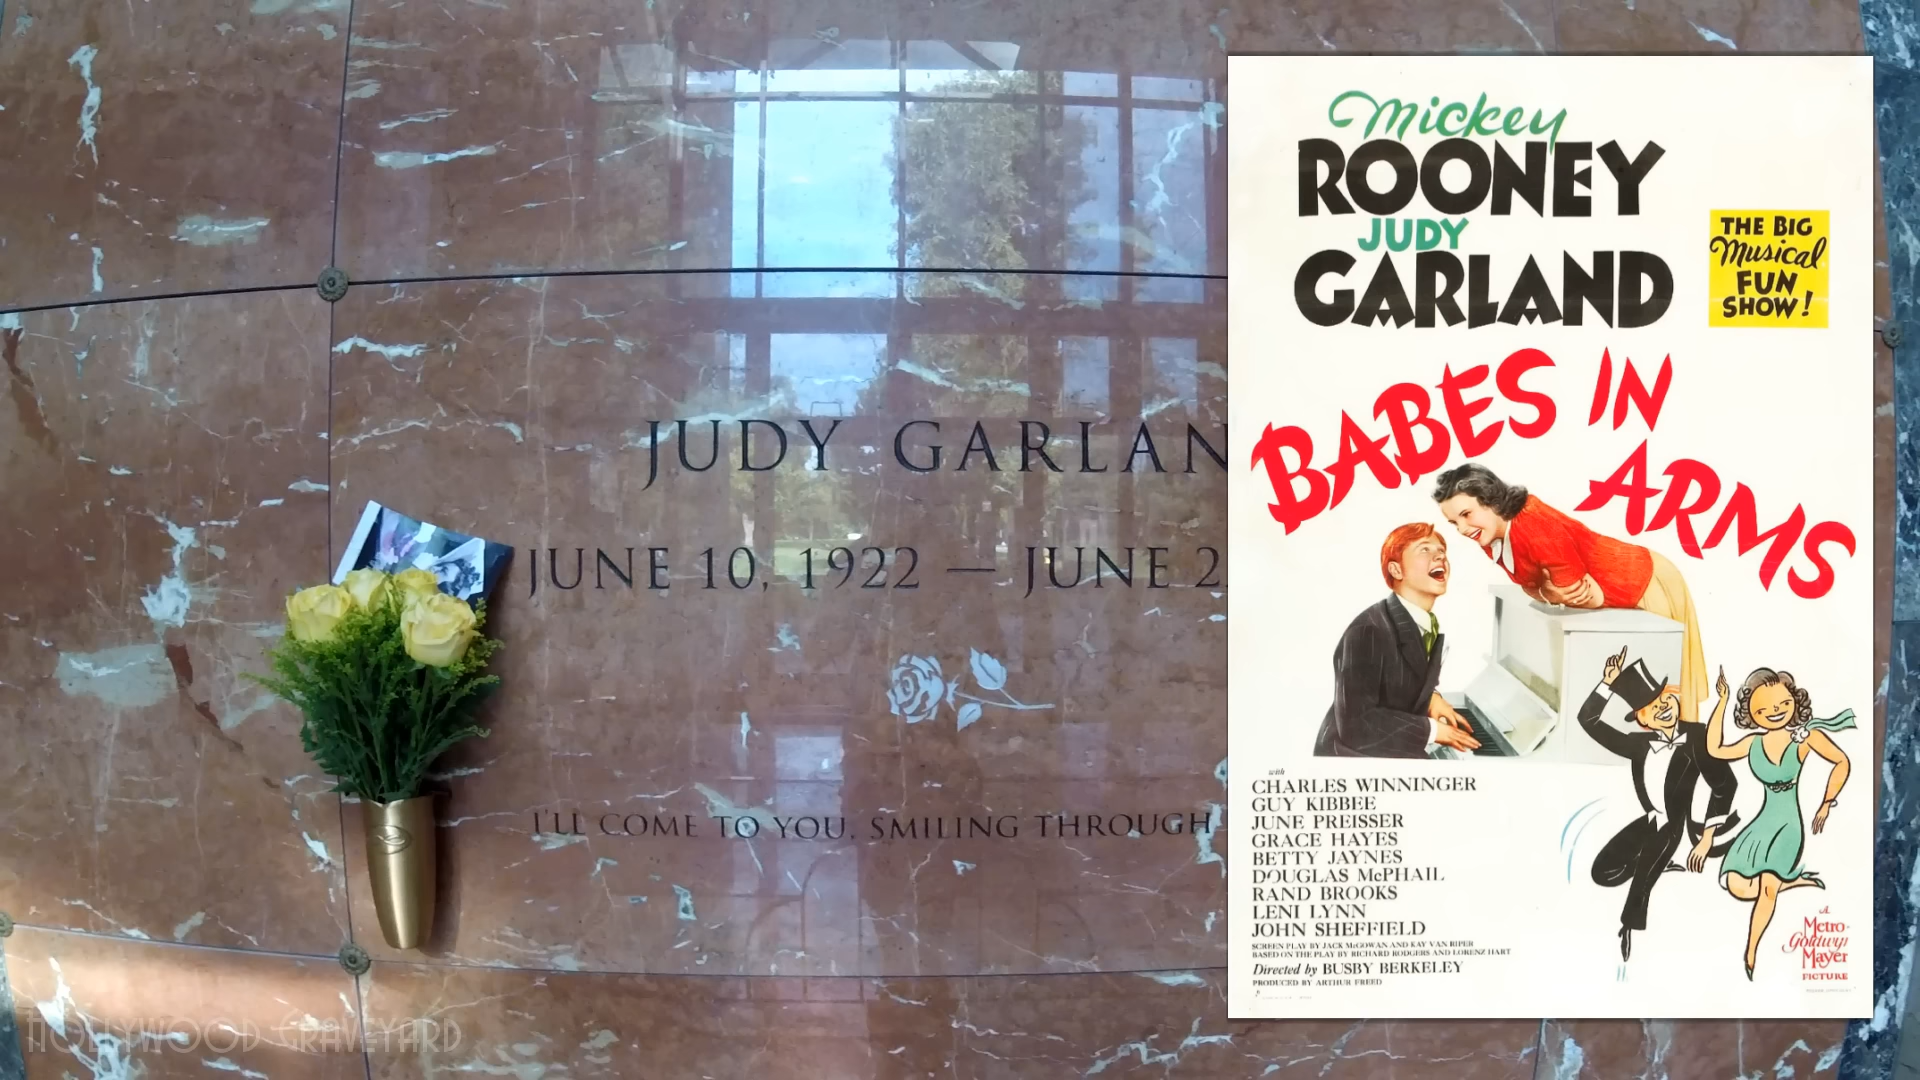 JUDY GARLAN
JUNE 10, 1922 — JUNE 2
I'LL COME TO YOU, SMILING THROUGH
HOLLYWOOD GRAVEYARD
Mickey
ROONEY
JUDY
GARLAND
THE BIG
Musical
FUN
SHOW!
BABES IN
ARMS
with
CHARLES WINNINGER
GUY KIBBEE
JUNE PREISSER
GRACE HAYES
BETTY JAYNES
DOUGLAS McPHAIL
RAND BROOKS
LENI LYNN
JOHN SHEFFIELD
SCREEN PLAY BY JACK McGOWAN AND KAY VAN RIPER
BASED ON THE PLAY BY RICHARD RODGERS AND LORENZ HART
Directed by BUSBY BERKELEY
PRODUCED BY ARTHUR FREED
A
Metro-
Goldwyn
Mayer
PICTURE